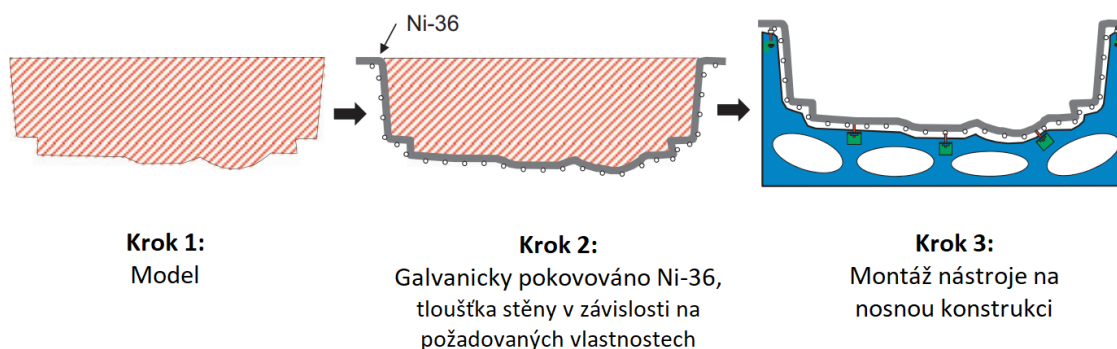 Ni-36
Krok 1:
Model
Krok 2:
Galvanicky pokovováno Ni-36,
tloušťka stěny v závislosti na
požadovaných vlastnostech
Krok 3:
Montáž nástroje na
nosnou konstrukci